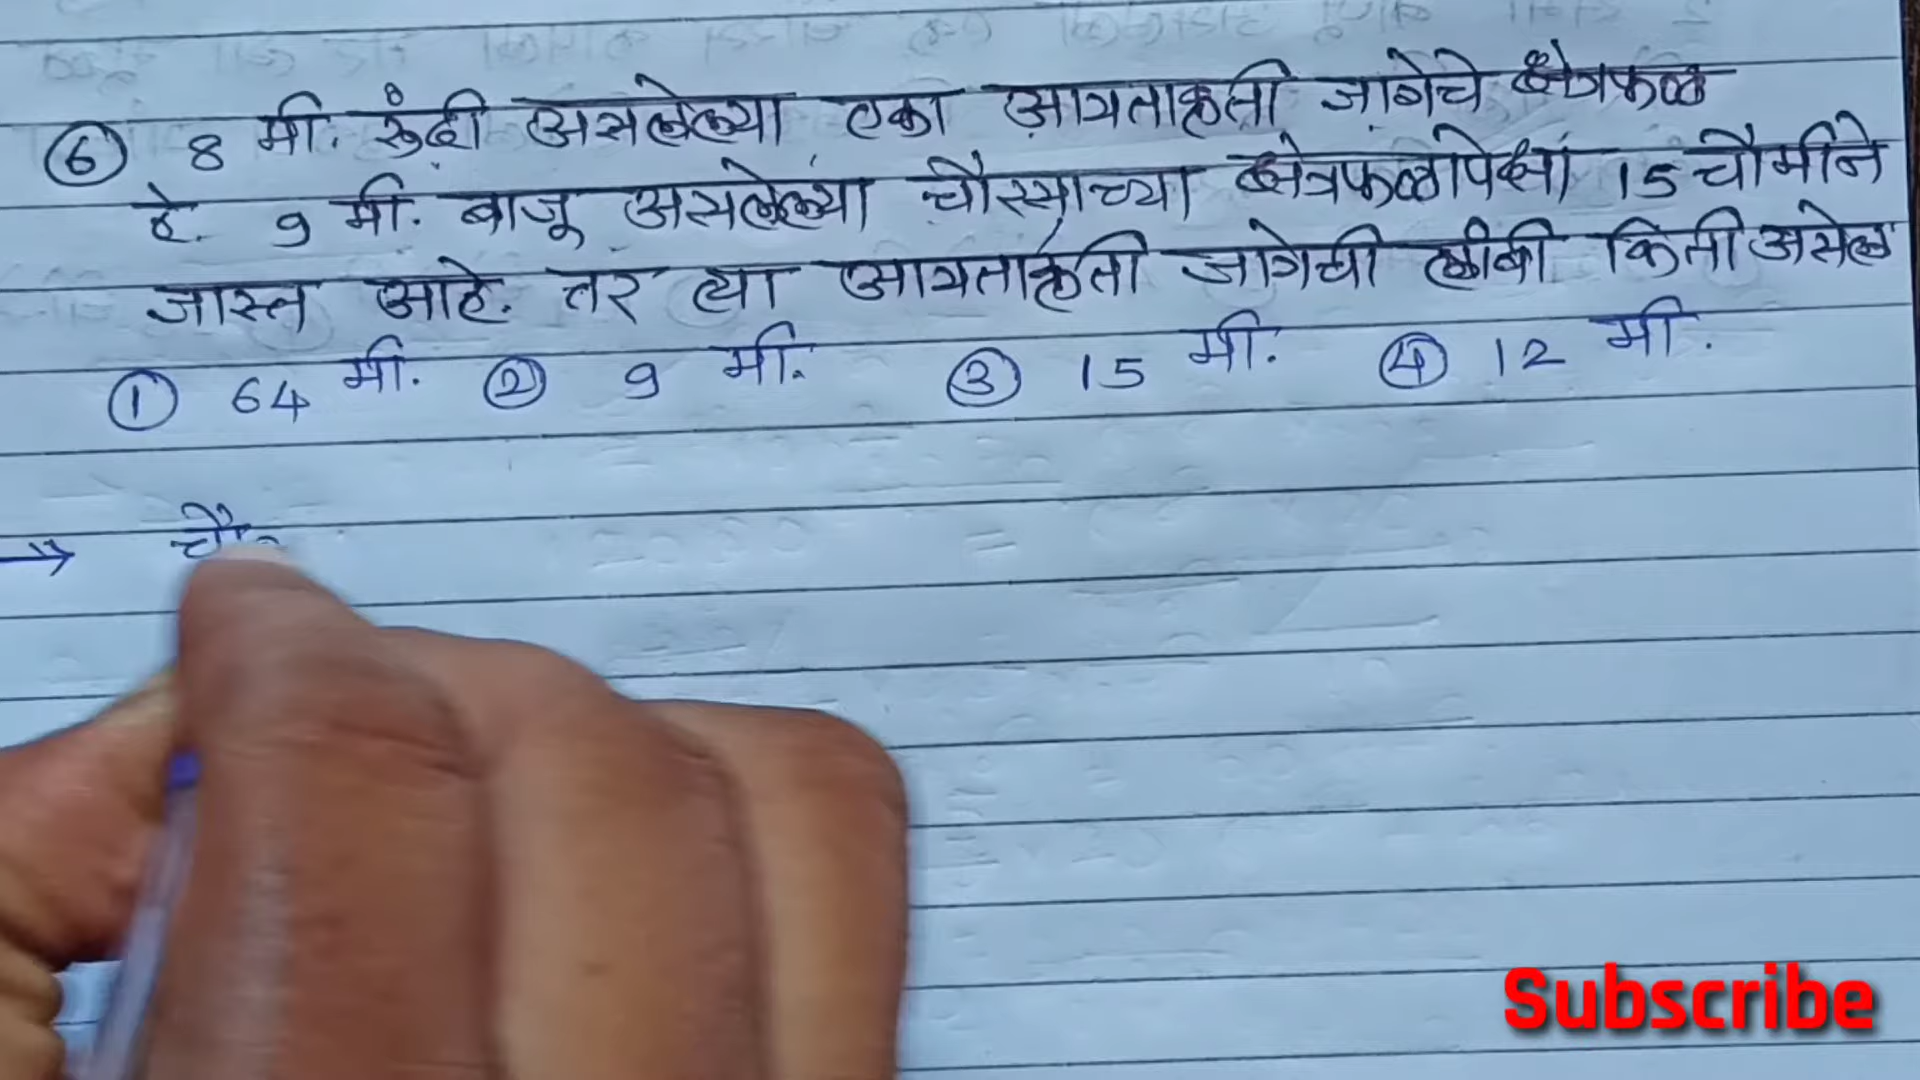 ⑥ 8 मी. रुंदी असलेल्या एका आयताकृती जागेचे क्षेत्रफळ
हे. 9 मी. बाजू असलेल्या चौरसाच्या क्षेत्रफळापेक्षा 15 चौमीने
जास्त आहे. तर त्या आयताकृती जागेची लांबी किती असेल
① 64 मी. ② 9 मी. ③ 15 मी. ④ 12 मी.
→ चौ
Subscribe